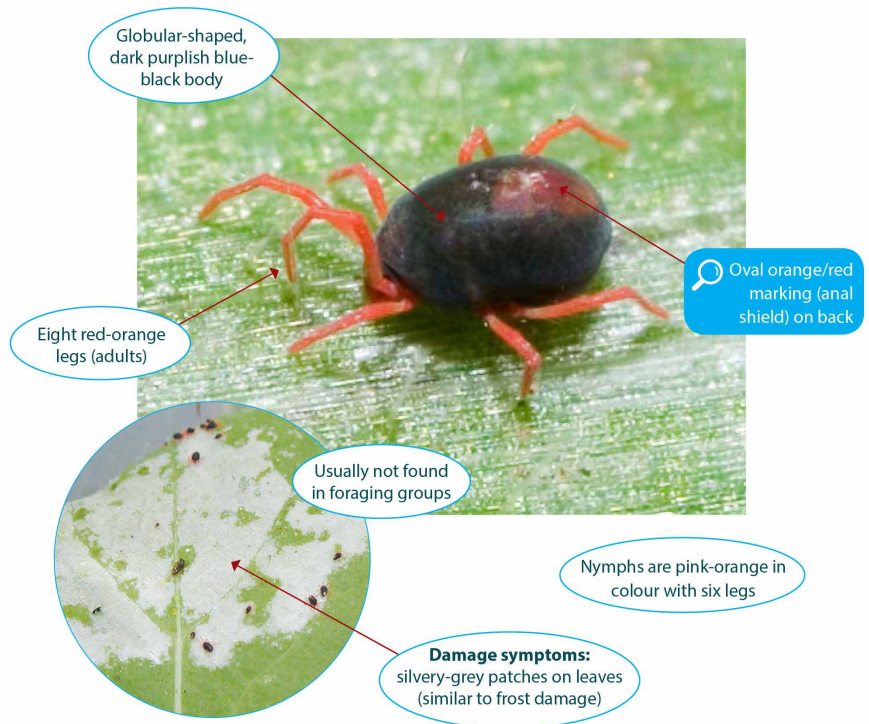 Globular-shaped,
dark purplish blue-
black body
Oval orange/red
marking (anal
shield) on back
Eight red-orange
legs (adults)
Usually not found
in foraging groups
Nymphs are pink-orange in
colour with six legs
Damage symptoms:
silvery-grey patches on leaves
(similar to frost damage)